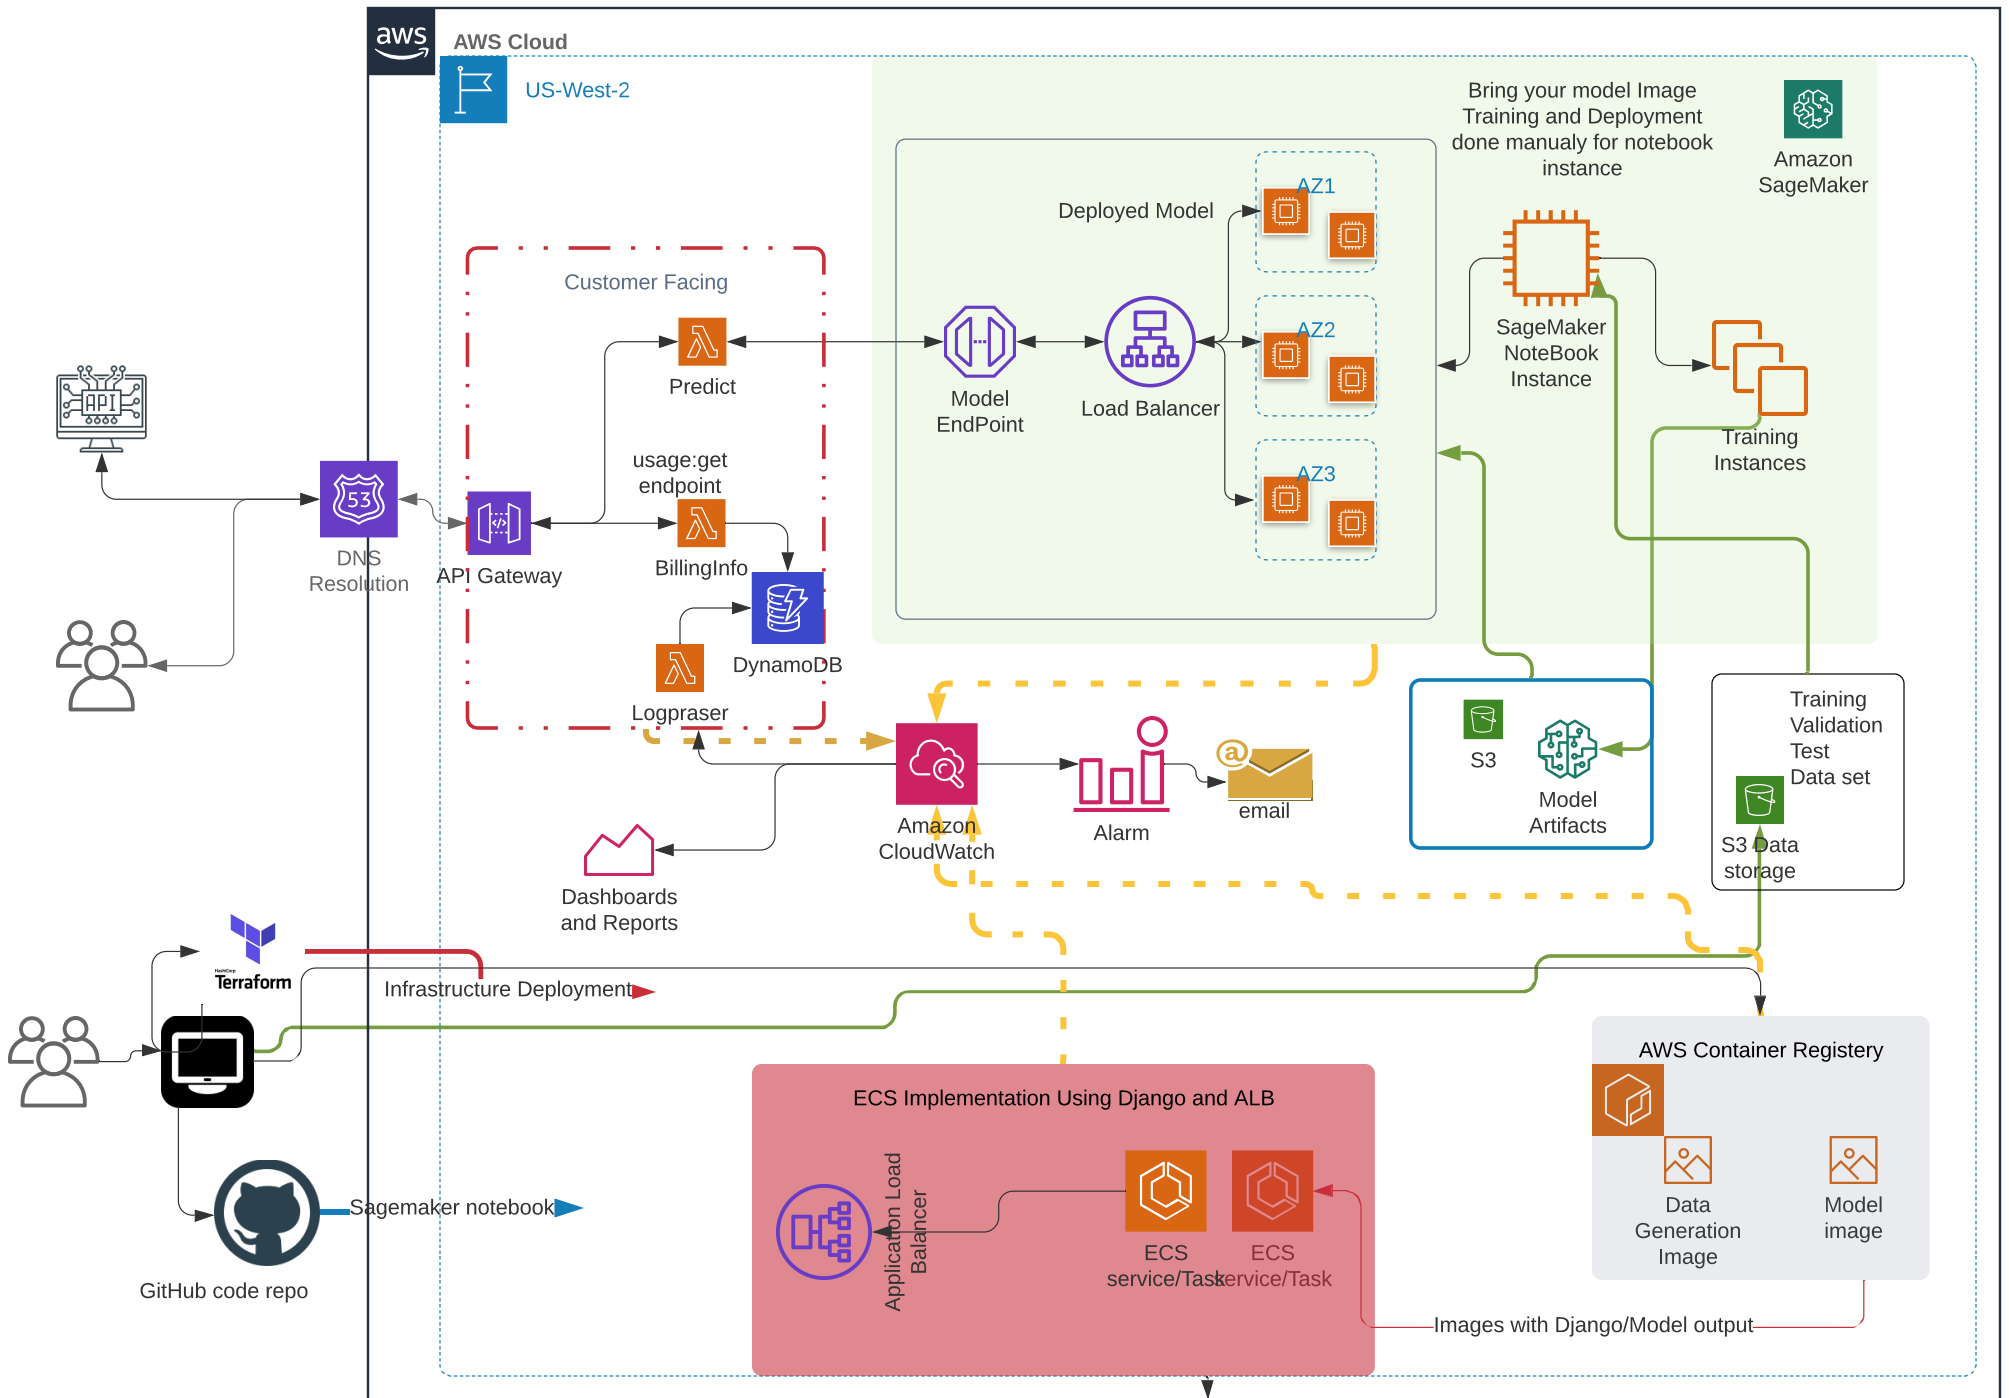 aws
AWS Cloud
US-West-2
Bring your model Image
Training and Deployment
done manualy for notebook
instance
Amazon
SageMaker
Deployed Model
AZ1
AZ2
AZ3
Customer Facing
Predict
Model
EndPoint
Load Balancer
SageMaker
NoteBook
Instance
Training
Instances
API
usage:get
endpoint
53
DNS
Resolution
API Gateway
BillingInfo
DynamoDB
Logpraser
Amazon
CloudWatch
Alarm
@
email
S3
Model
Artifacts
Training
Validation
Test
Data set
S3 Data
storage
Dashboards
and Reports
HashiCorp
Terraform
Infrastructure Deployment
AWS Container Registery
ECS Implementation Using Django and ALB
Application Load
Balancer
ECS
service/Task
ECS
service/Task
Data
Generation
Image
Model
image
Sagemaker notebook
GitHub code repo
Images with Django/Model output